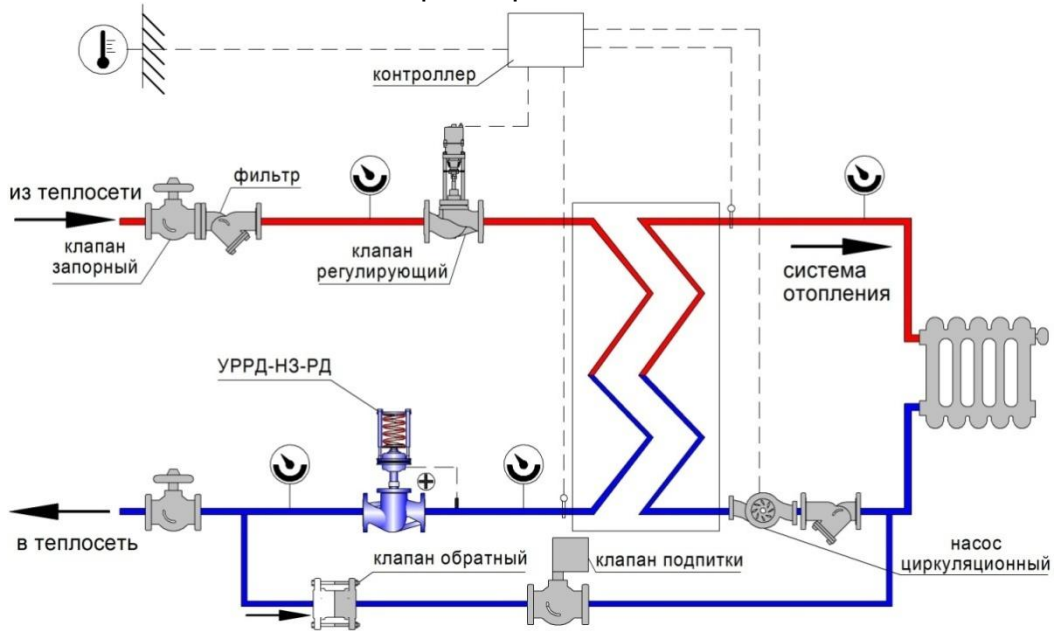 контроллер
из теплосети
фильтр
клапан
запорный
клапан
регулирующий
система
отопления
УРРД-НЗ-РД
в теплосеть
клапан обратный
клапан подпитки
насос
циркуляционный